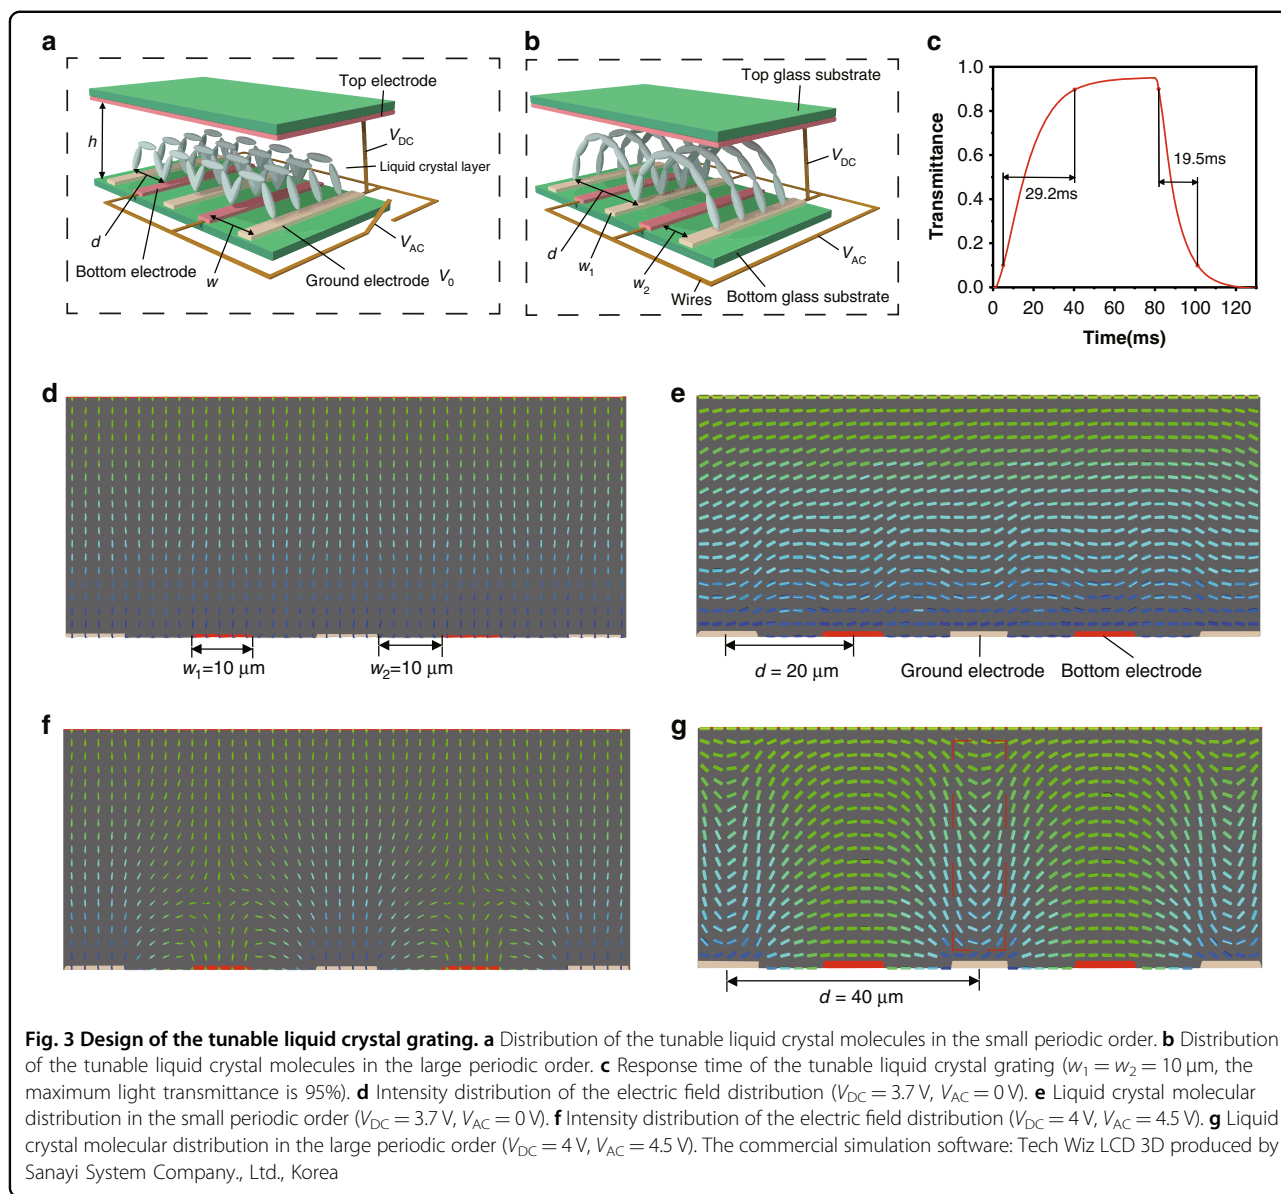 a
Top electrode
h
V_DC
Liquid crystal layer
d
Bottom electrode
w
V_AC
Ground electrode
V_0
b
Top glass substrate
V_DC
d
w_1
w_2
V_AC
Wires
Bottom glass substrate
c
Transmittance
1.0
0.8
0.6
0.4
0.2
0.0
29.2ms
19.5ms
0 20 40 60 80 100 120
Time(ms)
d
w_1=10 μm
w_2=10 μm
e
d = 20 μm
Ground electrode
Bottom electrode
f
g
d = 40 μm
Fig. 3 Design of the tunable liquid crystal grating. a Distribution of the tunable liquid crystal molecules in the small periodic order. b Distribution
of the tunable liquid crystal molecules in the large periodic order. c Response time of the tunable liquid crystal grating (w_1 = w_2 = 10 μm, the
maximum light transmittance is 95%). d Intensity distribution of the electric field distribution (V_DC = 3.7 V, V_AC = 0 V). e Liquid crystal molecular
distribution in the small periodic order (V_DC = 3.7 V, V_AC = 0 V). f Intensity distribution of the electric field distribution (V_DC = 4 V, V_AC = 4.5 V). g Liquid
crystal molecular distribution in the large periodic order (V_DC = 4 V, V_AC = 4.5 V). The commercial simulation software: Tech Wiz LCD 3D produced by
Sanayi System Company., Ltd., Korea